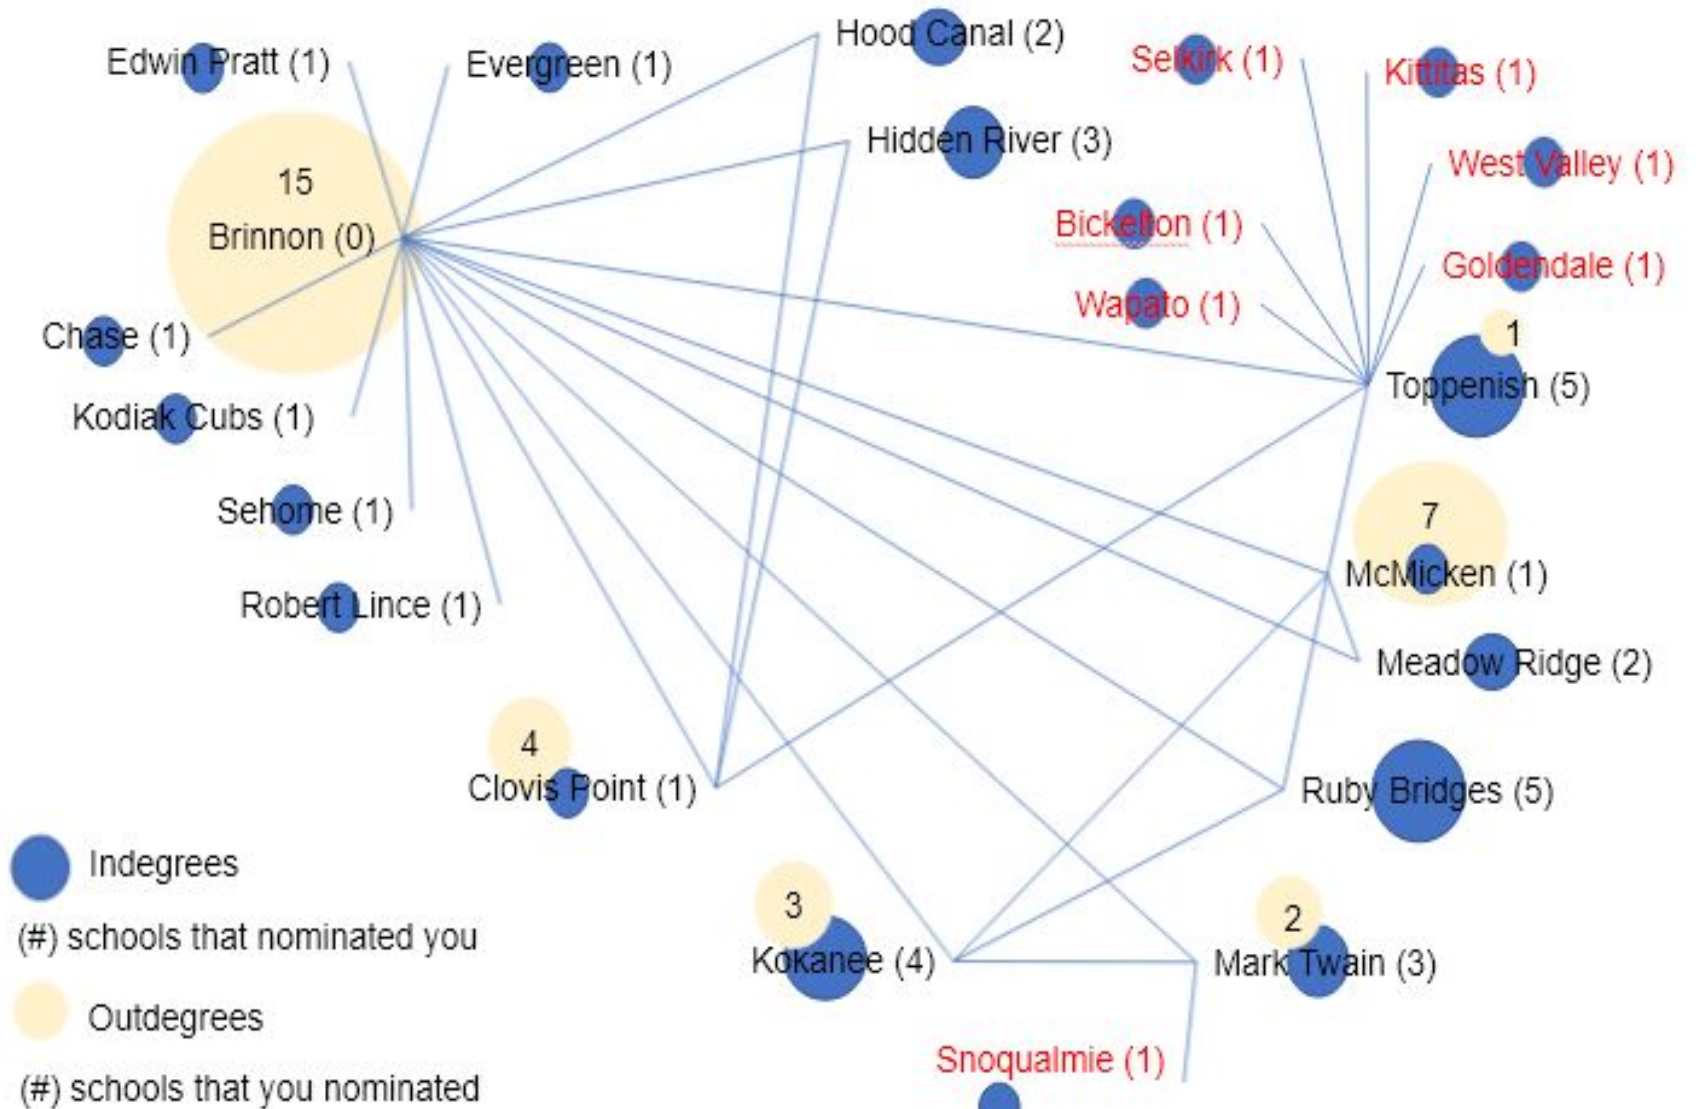 Hood Canal (2)
Edwin Pratt (1)
Evergreen (1)
Selkirk (1)
Kittitas (1)
Hidden River (3)
West Valley (1)
15
Brinnon (0)
Bickelton (1)
Goldendale (1)
Wapato (1)
Chase (1)
1
Toppenish (5)
Kodiak Cubs (1)
Sehome (1)
7
McMicken (1)
Robert Lince (1)
Meadow Ridge (2)
4
Clovis Point (1)
Ruby Bridges (5)
Indegrees
(#) schools that nominated you
3
Kokanee (4)
2
Mark Twain (3)
Outdegrees
(#) schools that you nominated
Snoqualmie (1)